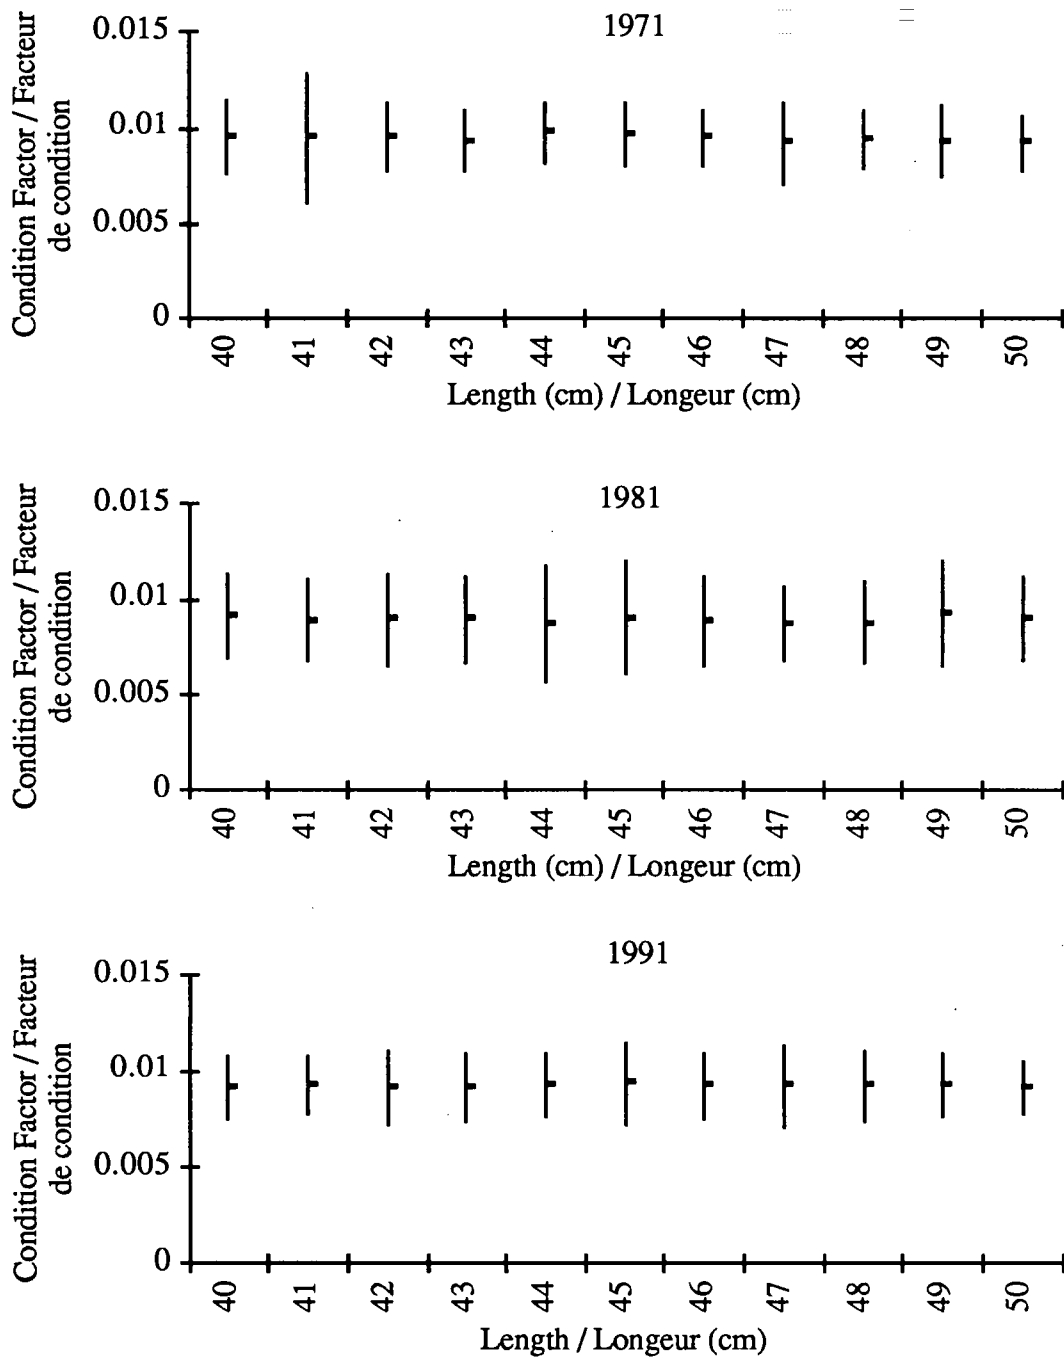 1971
Condition Factor / Facteur
de condition
0.015
0.01
0.005
0
40 41 42 43 44 45 46 47 48 49 50
Length (cm) / Longeur (cm)
1981
Condition Factor / Facteur
de condition
0.015
0.01
0.005
0
40 41 42 43 44 45 46 47 48 49 50
Length (cm) / Longeur (cm)
1991
Condition Factor / Facteur
de condition
0.015
0.01
0.005
0
40 41 42 43 44 45 46 47 48 49 50
Length / Longeur (cm)